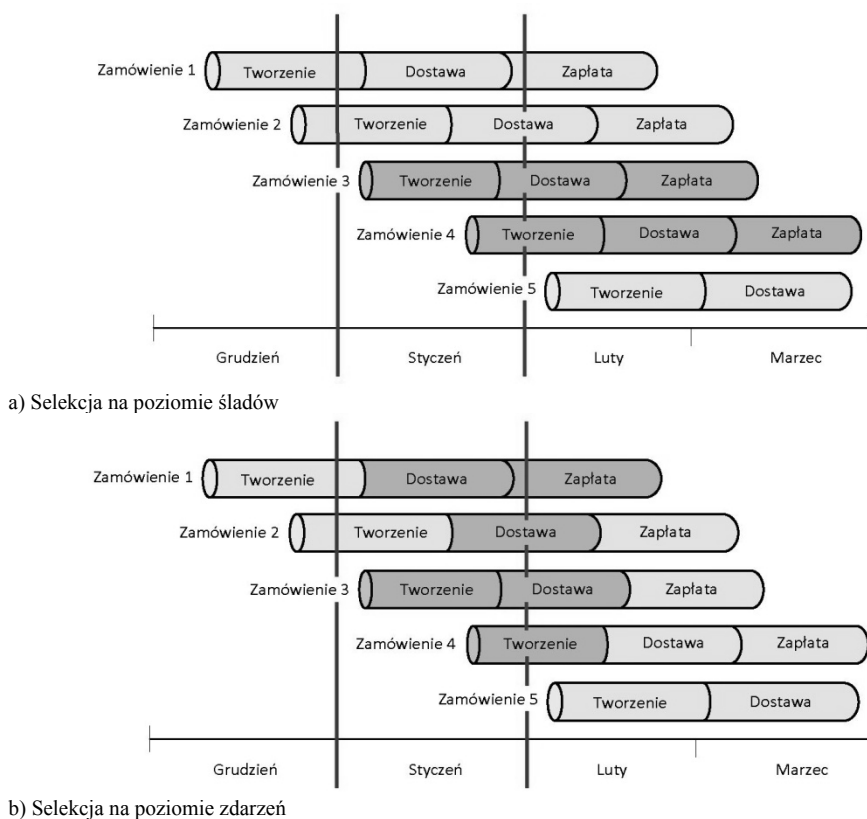 Zamówienie 1 Tworzenie Dostawa Zapłata
Zamówienie 2 Tworzenie Dostawa Zapłata
Zamówienie 3 Tworzenie Dostawa Zapłata
Zamówienie 4 Tworzenie Dostawa Zapłata
Zamówienie 5 Tworzenie Dostawa
Grudzień Styczeń Luty Marzec
a) Selekcja na poziomie śladów
Zamówienie 1 Tworzenie Dostawa Zapłata
Zamówienie 2 Tworzenie Dostawa Zapłata
Zamówienie 3 Tworzenie Dostawa Zapłata
Zamówienie 4 Tworzenie Dostawa Zapłata
Zamówienie 5 Tworzenie Dostawa
Grudzień Styczeń Luty Marzec
b) Selekcja na poziomie zdarzeń